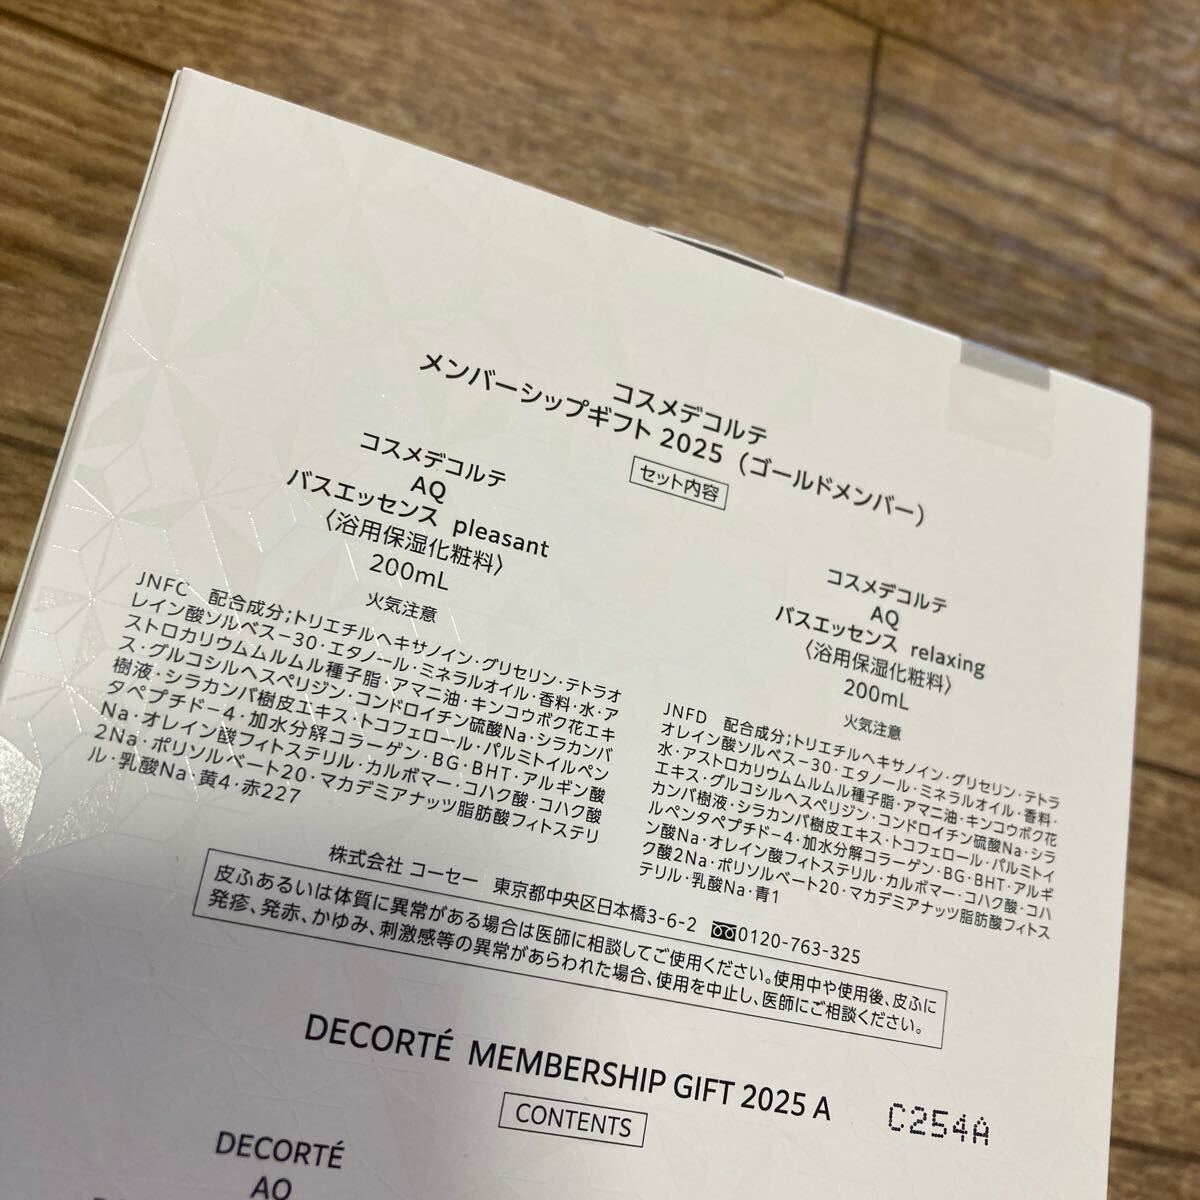 コスメデコルテ
メンバーシップギフト 2025（ゴールドメンバー）
セット内容
コスメデコルテ
AQ
バスエッセンス pleasant
〈浴用保湿化粧料〉
200mL
火気注意
JNFC 配合成分；トリエチルヘキサノイン・グリセリン・テトラオ
レイン酸ソルベス-30・エタノール・ミネラルオイル・香料・水・ア
ストロカリウムムルムル種子脂・アマニ油・キンコウボク花エキ
ス・グルコシルヘスペリジン・コンドロイチン硫酸Na・シラカンバ
樹液・シラカンバ樹皮エキス・トコフェロール・パルミトイルペン
タペプチド-4・加水分解コラーゲン・BG・BHT・アルギン酸
Na・オレイン酸フィトステリル・カルボマー・コハク酸・コハク酸
2Na・ポリソルベート20・マカデミアナッツ脂肪酸フィトステリ
ル・乳酸Na・黄4・赤227
コスメデコルテ
AQ
バスエッセンス relaxing
〈浴用保湿化粧料〉
200mL
火気注意
JNFD 配合成分；トリエチルヘキサノイン・グリセリン・テトラ
オレイン酸ソルベス-30・エタノール・ミネラルオイル・香料・
水・アストロカリウムムルムル種子脂・アマニ油・キンコウボク花
エキス・グルコシルヘスペリジン・コンドロイチン硫酸Na・シラ
カンバ樹液・シラカンバ樹皮エキス・トコフェロール・パルミトイ
ルペンタペプチド-4・加水分解コラーゲン・BG・BHT・アルギ
ン酸Na・オレイン酸フィトステリル・カルボマー・コハク酸・コハ
ク酸2Na・ポリソルベート20・マカデミアナッツ脂肪酸フィトス
テリル・乳酸Na・青1
株式会社 コーセー 東京都中央区日本橋3-6-2 0120-763-325
皮ふあるいは体質に異常がある場合は医師に相談してご使用ください。使用中や使用後、皮ふに
発疹、発赤、かゆみ、刺激感等の異常があらわれた場合、使用を中止し、医師にご相談ください。
DECORTÉ MEMBERSHIP GIFT 2025 A
C254A
CONTENTS
DECORTÉ
AQ